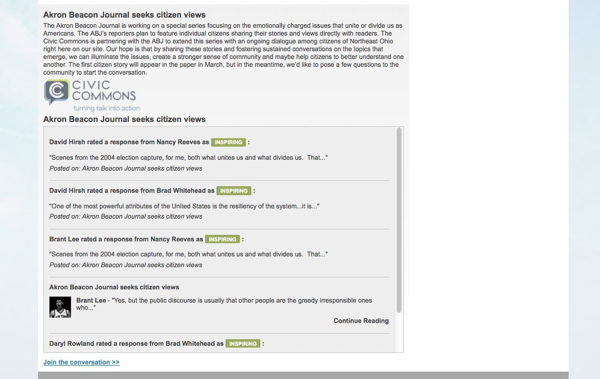 Akron Beacon Journal seeks citizen views
The Akron Beacon Journal is working on a special series focusing on the emotionally charged issues that unite or divide us as
Americans. The ABJ's reporters plan to feature individual citizens sharing their stories and views directly with readers. The
Civic Commons is partnering with the ABJ to extend this series with an ongoing dialogue among citizens of Northeast Ohio
right here on our site. Our hope is that by sharing these stories and fostering sustained conversations on the topics that
emerge, we can illuminate the issues, create a stronger sense of community and maybe help citizens to better understand one
another. The first citizen story will appear in the paper in March, but in the meantime, we'd like to pose a few questions to the
community to start the conversation.
CIVIC
COMMONS
turning talk into action
Akron Beacon Journal seeks citizen views
David Hirsh rated a response from Nancy Reeves as INSPIRING :
"Scenes from the 2004 election capture, for me, both what unites us and what divides us. That..."
Posted on: Akron Beacon Journal seeks citizen views
David Hirsh rated a response from Brad Whitehead as INSPIRING :
"One of the most powerful attributes of the United States is the resiliency of the system...it is..."
Posted on: Akron Beacon Journal seeks citizen views
Brant Lee rated a response from Nancy Reeves as INSPIRING :
"Scenes from the 2004 election capture, for me, both what unites us and what divides us. That..."
Posted on: Akron Beacon Journal seeks citizen views
Akron Beacon Journal seeks citizen views
Brant Lee - "Yes, but the public discourse is usually that other people are the greedy irresponsible ones
who..."
Continue Reading
Daryl Rowland rated a response from Brad Whitehead as INSPIRING :
Join the conversation >>